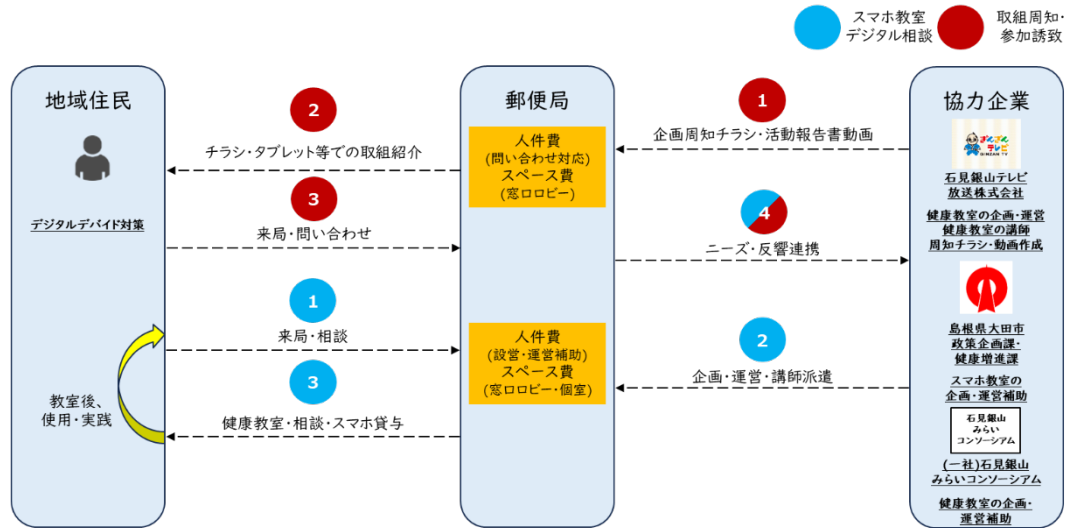 スマホ教室
デジタル相談
取組周知・
参加誘致
地域住民
デジタルデバイド対策
教室後、
使用・実践
2
チラシ・タブレット等での取組紹介
3
来局・問い合わせ
1
来局・相談
3
健康教室・相談・スマホ貸与
郵便局
人件費
(問い合わせ対応)
スペース費
(窓ロロビー)
人件費
(設営・運営補助)
スペース費
(窓ロロビー・個室)
1
企画周知チラシ・活動報告書動画
4
ニーズ・反響連携
2
企画・運営・講師派遣
協力企業
ぎんざん
テレビ
GINZAN TV
石見銀山テレビ
放送株式会社
健康教室の企画・運営
健康教室の講師
周知チラシ・動画作成
島根県大田市
政策企画課・
健康増進課
スマホ教室の
企画・運営補助
石見銀山
みらい
コンソーシアム
(一社)石見銀山
みらいコンソーシアム
健康教室の企画・
運営補助